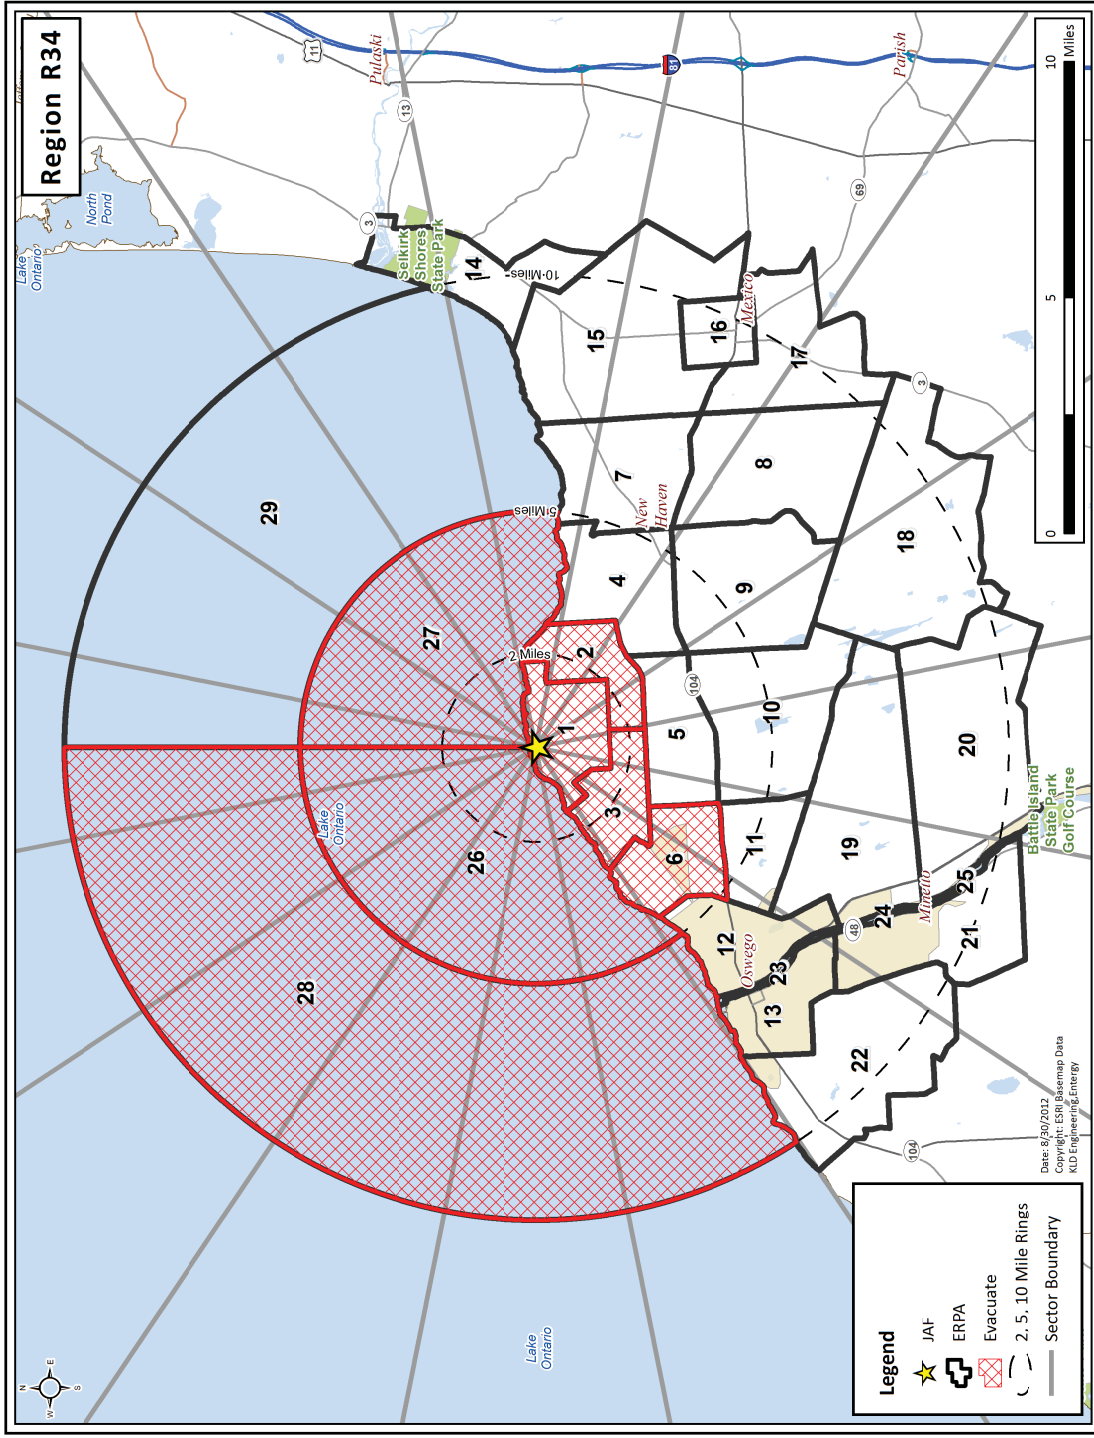 Region R34
N
W
E
S
Lake
Ontario
North
Pond
Lake
Ontario
Lake
Ontario
11
Pulaski
13
3
81
69
Parish
Selkirk
Shores
State Park
14
10 Miles
15
16
Mexico
17
3
29
5 Miles
7
New
Haven
8
18
27
4
9
2 Miles
2
1
104
5
10
20
3
26
6
11
19
Battle Island
State Park
Golf Course
28
12
Oswego
23
13
48
24
Minetto
25
21
22
104
0
5
10
Miles
Date: 8/30/2012
Copyright: ESRI Basemap Data
KLD Engineering, Entergy
Legend
JAF
ERPA
Evacuate
2, 5, 10 Mile Rings
Sector Boundary